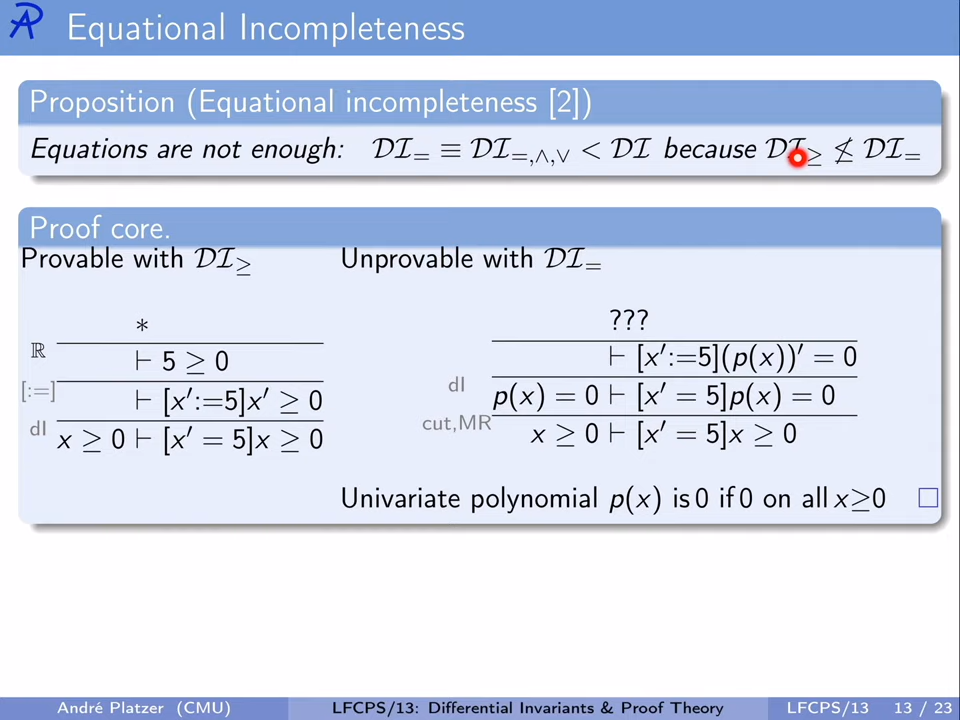 Equational Incompleteness
Proposition (Equational incompleteness [2])
Equations are not enough: 𝒟ℐ₌ ≡ 𝒟ℐ₌,∧,∨ < 𝒟ℐ because 𝒟ℐ≥ ≰ 𝒟ℐ₌
Proof core.
Provable with 𝒟ℐ≥ Unprovable with 𝒟ℐ₌
* ???
ℝ ⊢ 5 ≥ 0 ⊢ [x′:=5](p(x))′ = 0
[:=] ⊢ [x′:=5]x′ ≥ 0 dI p(x) = 0 ⊢ [x′ = 5]p(x) = 0
dI x ≥ 0 ⊢ [x′ = 5]x ≥ 0 cut,MR x ≥ 0 ⊢ [x′ = 5]x ≥ 0
Univariate polynomial p(x) is 0 if 0 on all x≥0 □
André Platzer (CMU) LFCPS/13: Differential Invariants & Proof Theory LFCPS/13 13 / 23